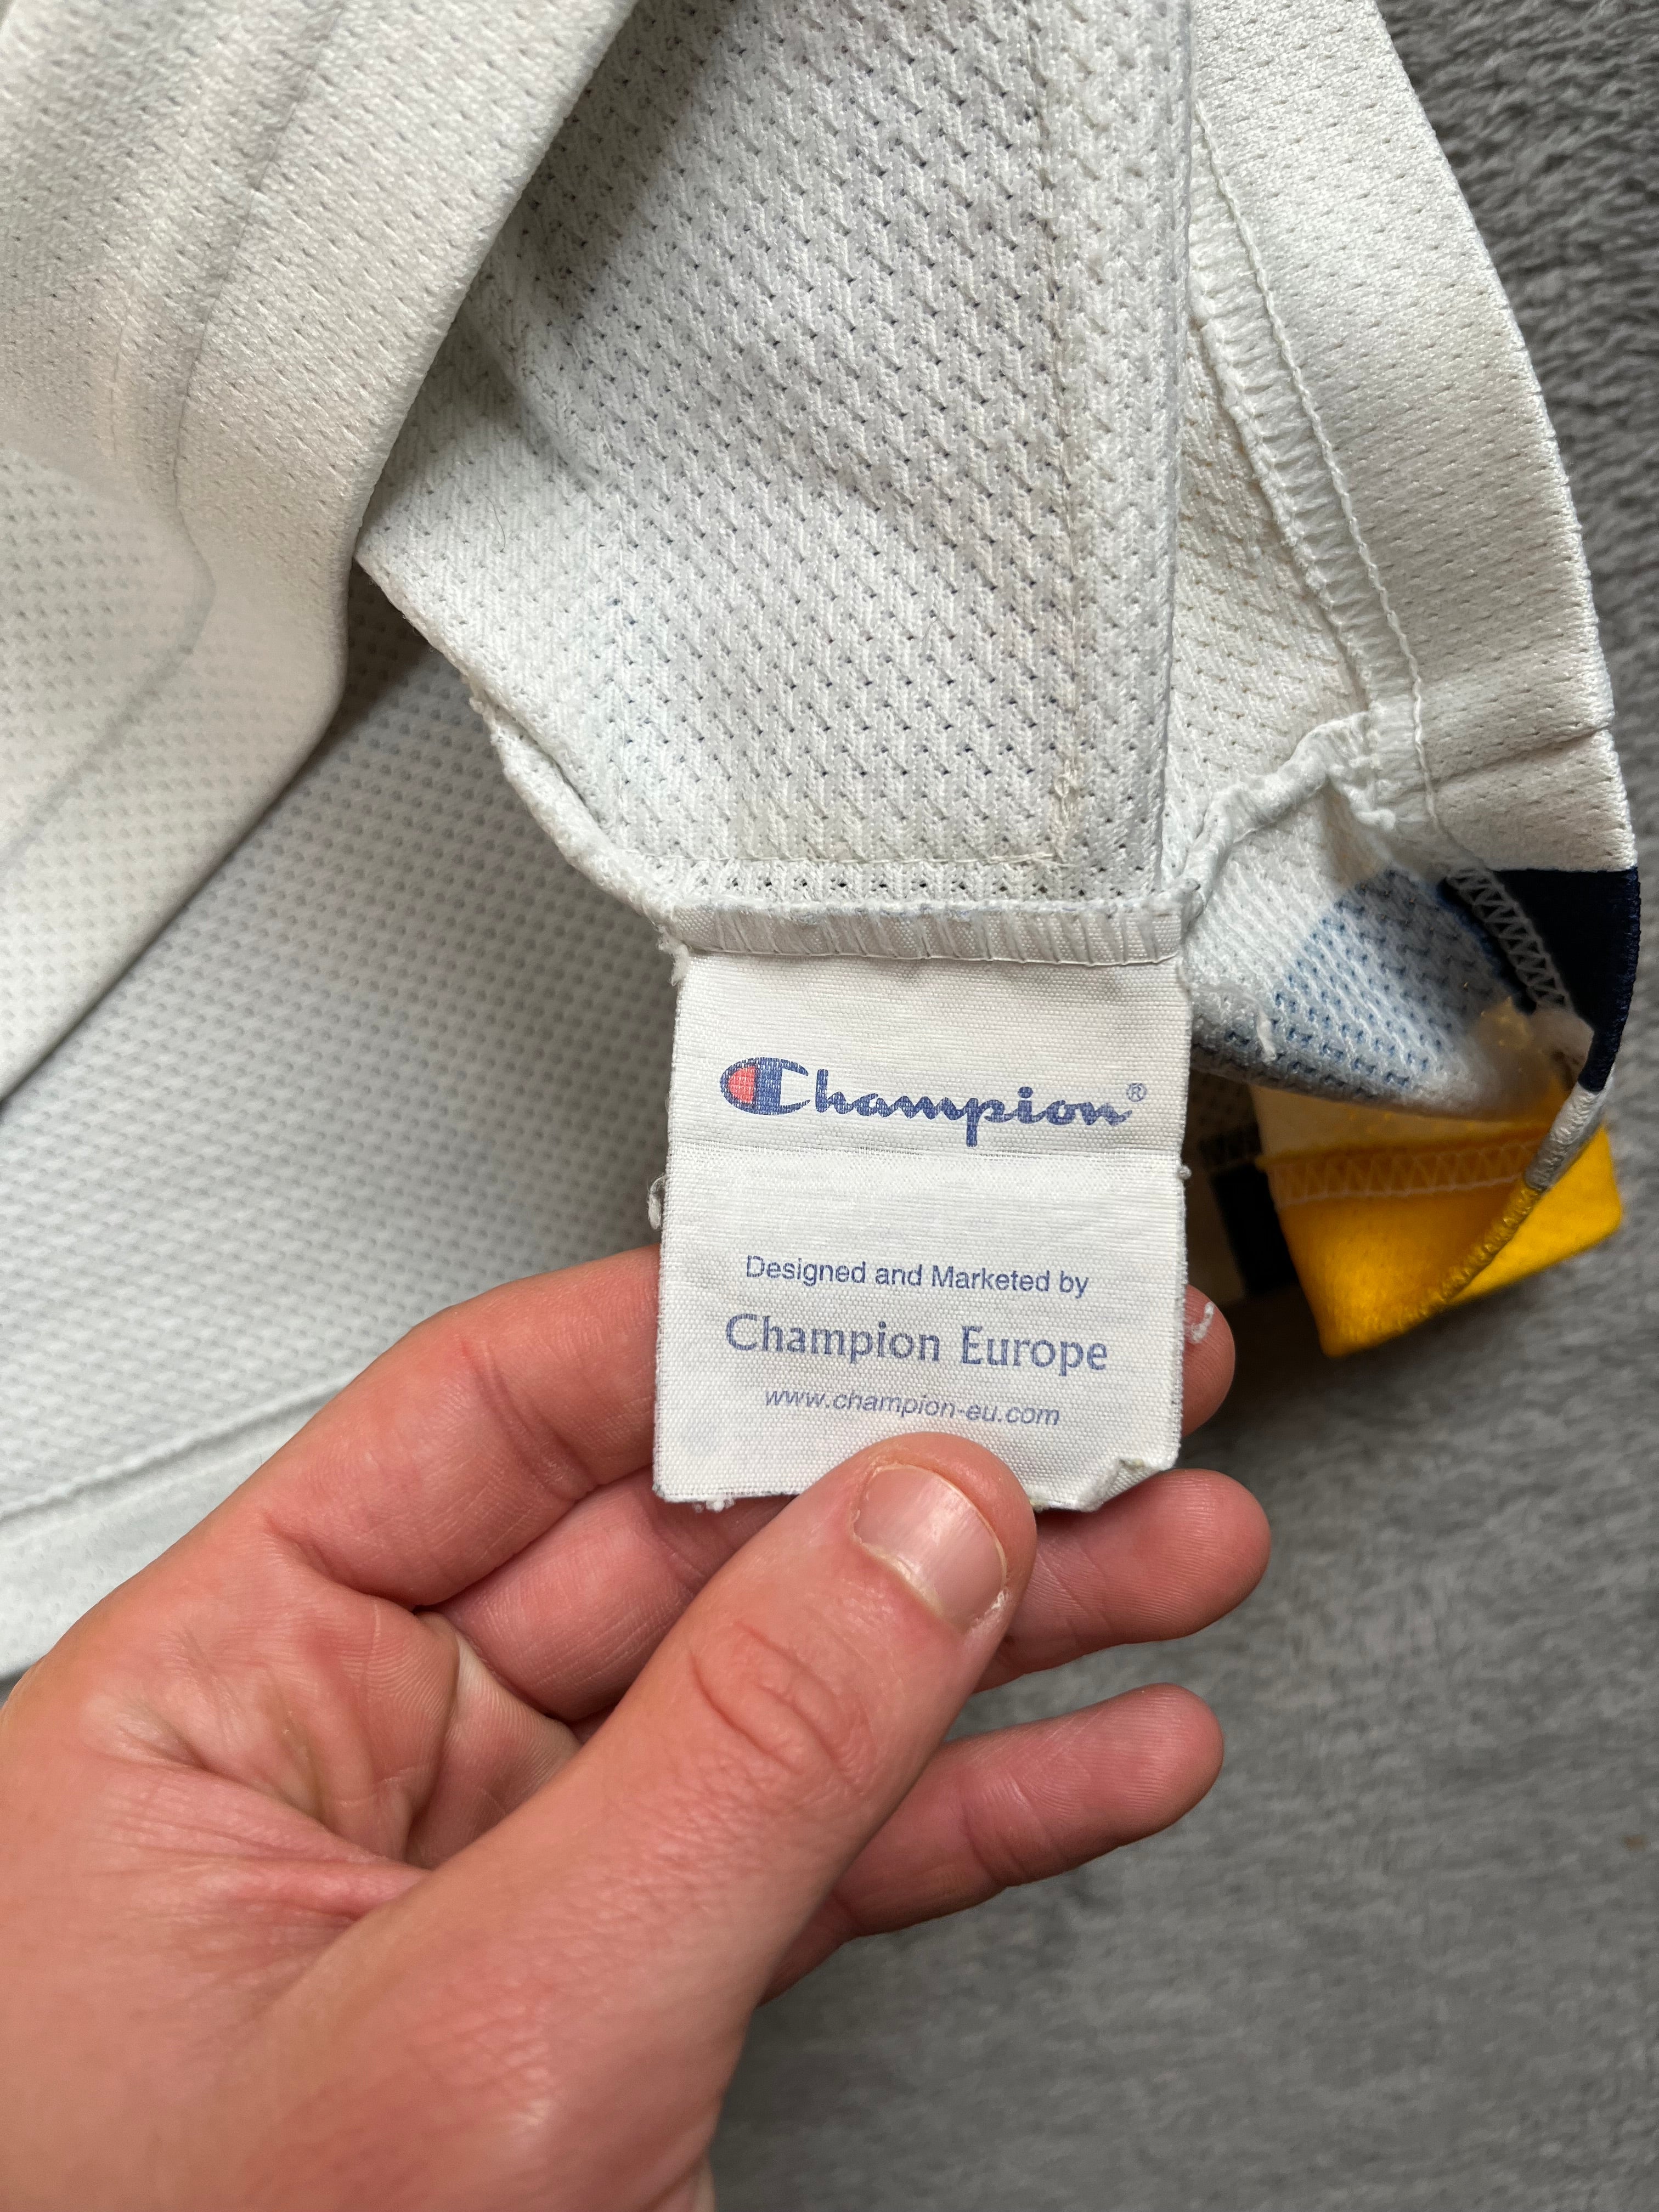 Champion®
Designed and Marketed by
Champion Europe
www.champion-eu.com